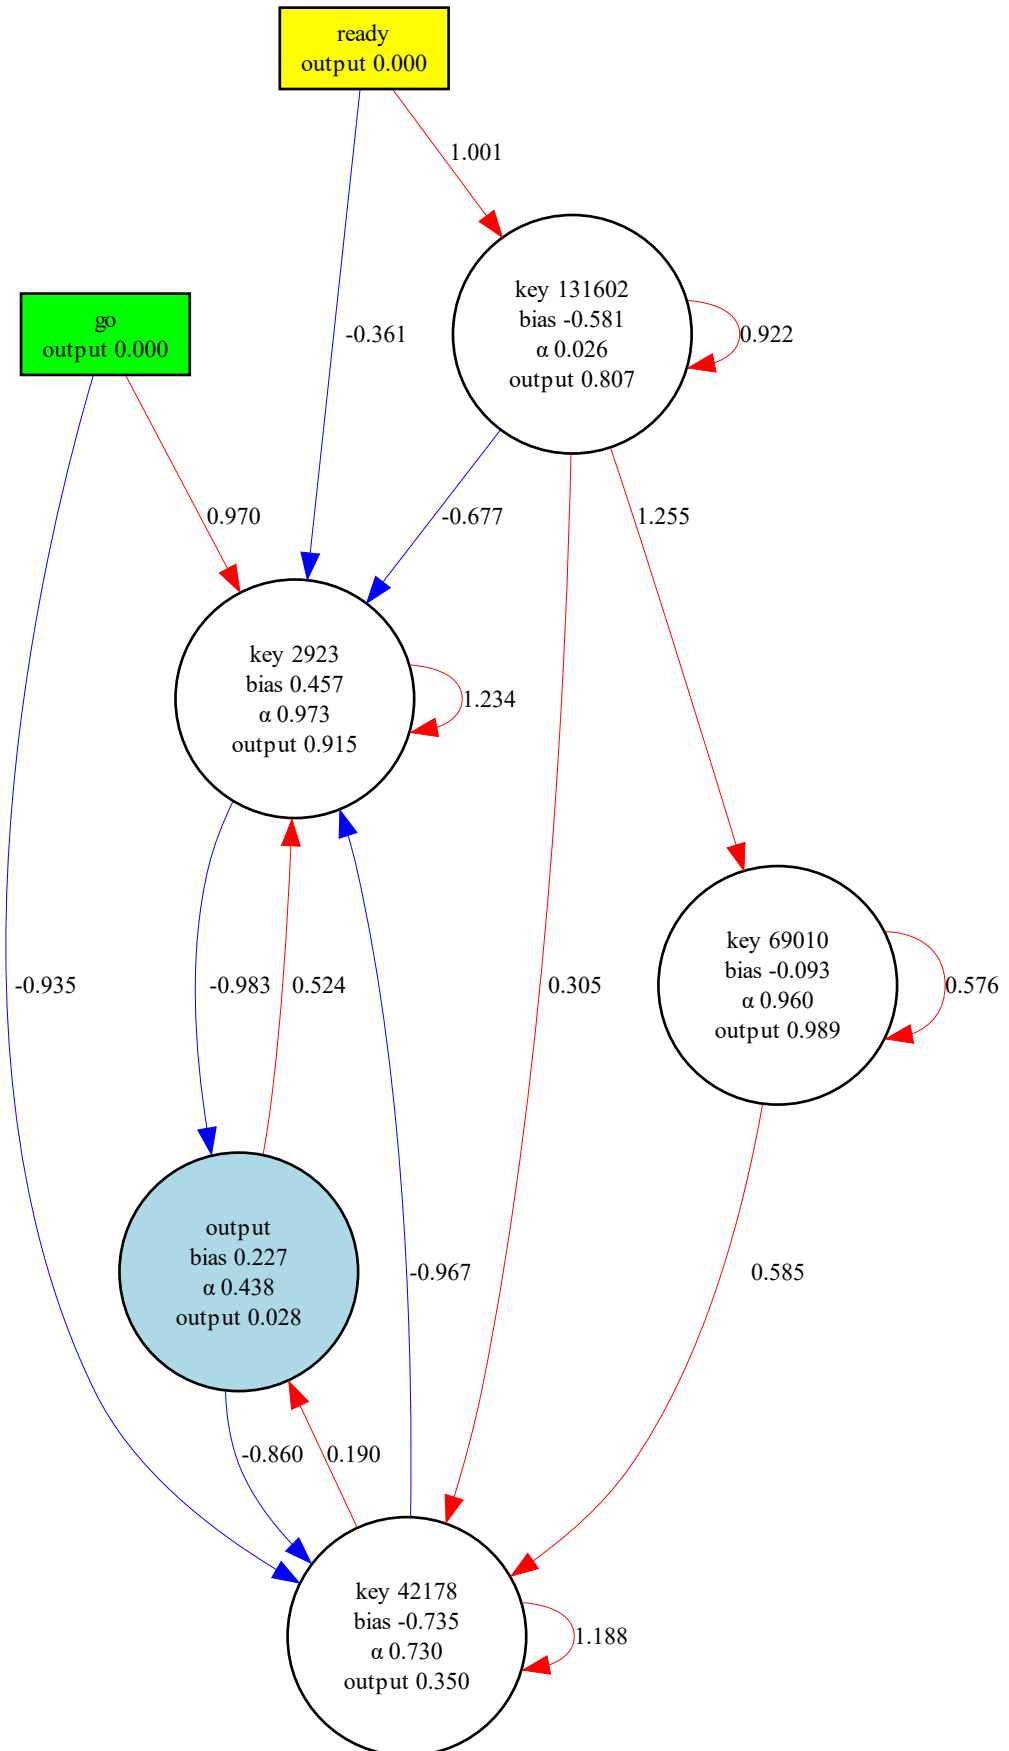 ready
output 0.000
1.001
key 131602
bias -0.581
α 0.026
output 0.807
0.922
go
output 0.000
-0.361
0.970
-0.677
1.255
key 2923
bias 0.457
α 0.973
output 0.915
1.234
key 69010
bias -0.093
α 0.960
output 0.989
0.576
-0.935
-0.983
0.524
0.305
output
bias 0.227
α 0.438
output 0.028
-0.967
0.585
-0.860
0.190
key 42178
bias -0.735
α 0.730
output 0.350
1.188